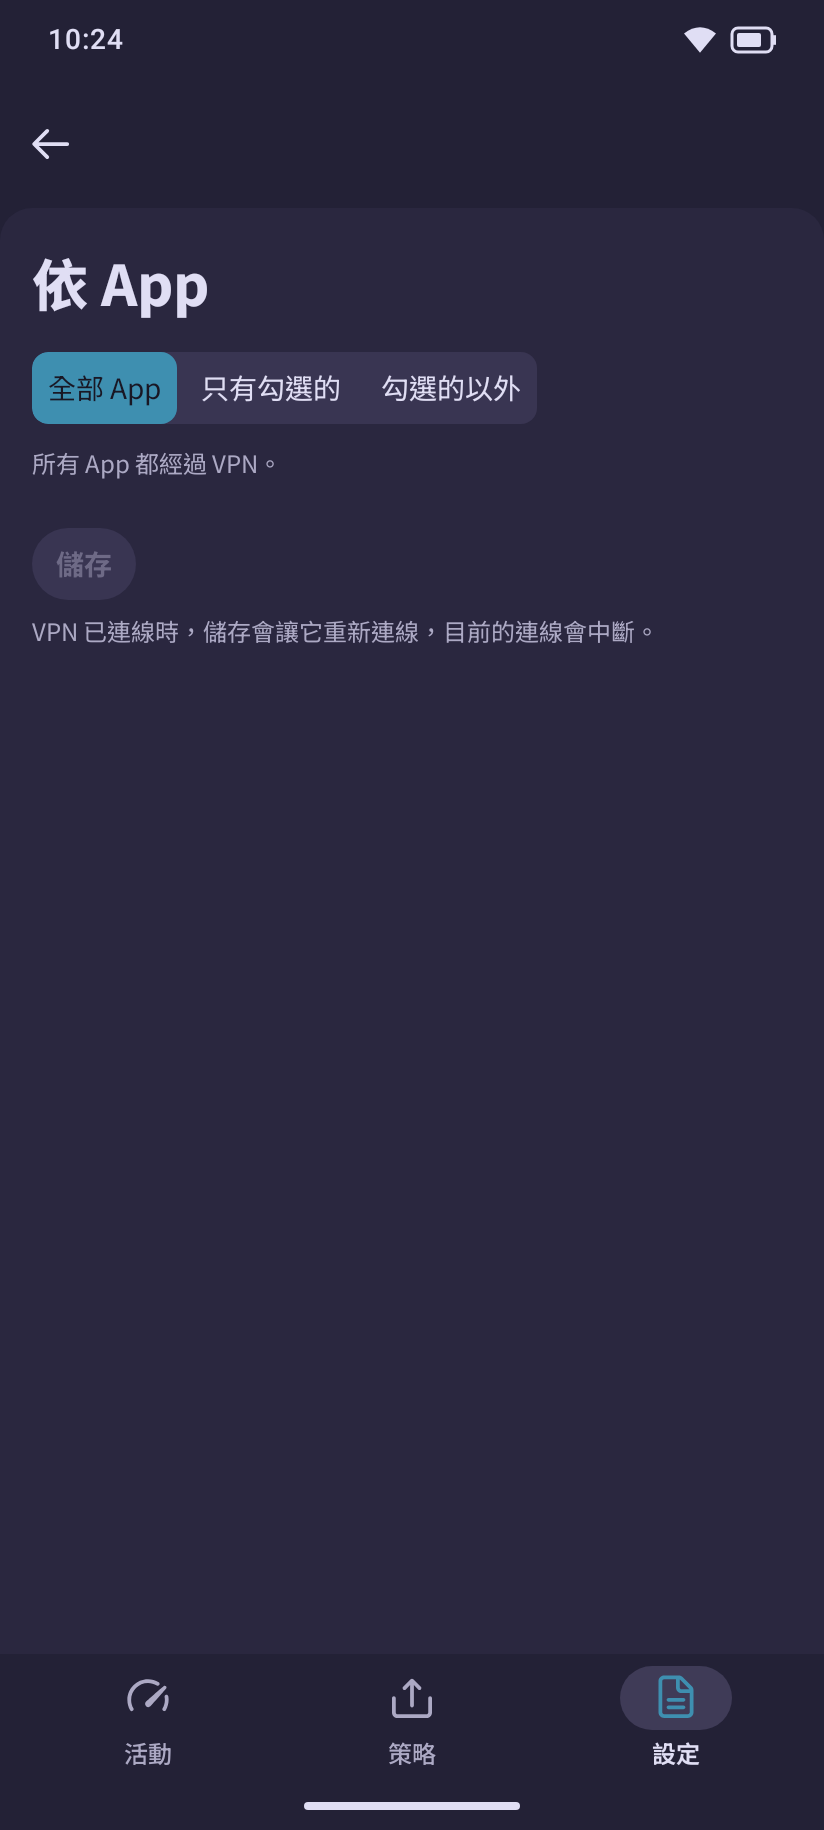 10:24
依 App
全部 App
只有勾選的
勾選的以外
所有 App 都經過 VPN。
儲存
VPN 已連線時，儲存會讓它重新連線，目前的連線會中斷。
活動
策略
設定